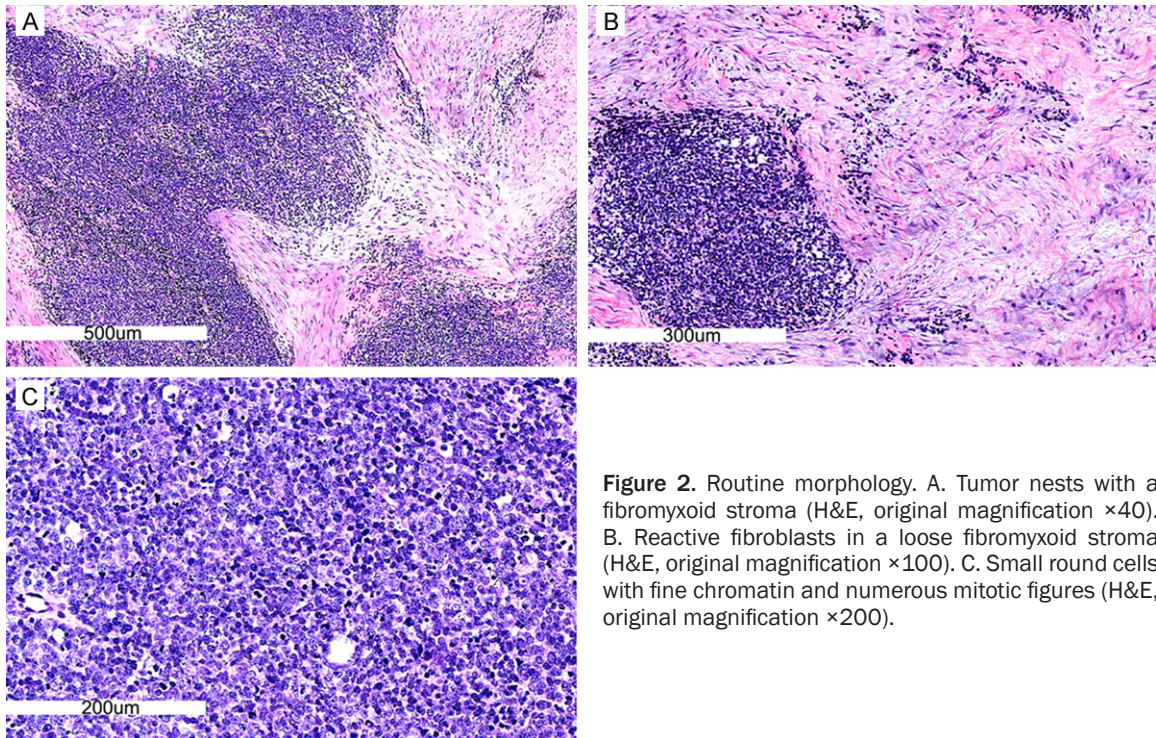 A
B
500um
300um
C
200um
Figure 2. Routine morphology. A. Tumor nests with a
fibromyxoid stroma (H&E, original magnification ×40).
B. Reactive fibroblasts in a loose fibromyxoid stroma
(H&E, original magnification ×100). C. Small round cells
with fine chromatin and numerous mitotic figures (H&E,
original magnification ×200).